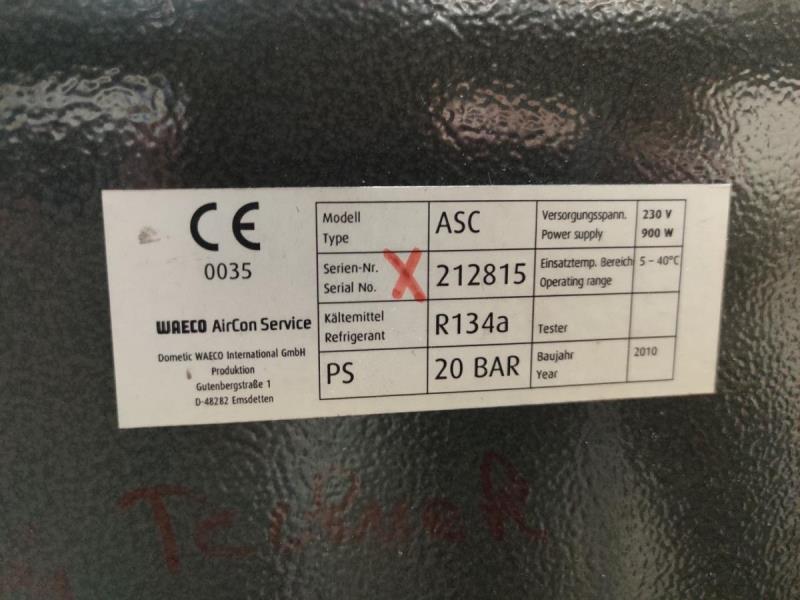 CE
0035
WAECO AirCon Service
Dometic WAECO International GmbH
Produktion
Gutenbergstraße 1
D-48282 Emsdetten
Modell
Type
ASC
Versorgungsspann.
Power supply
230 V
900 W
Serien-Nr.
Serial No.
X
212815
Einsatztemp. Bereich
Operating range
5 – 40°C
Kältemittel
Refrigerant
R134a
Tester
PS
20 BAR
Baujahr
Year
2010